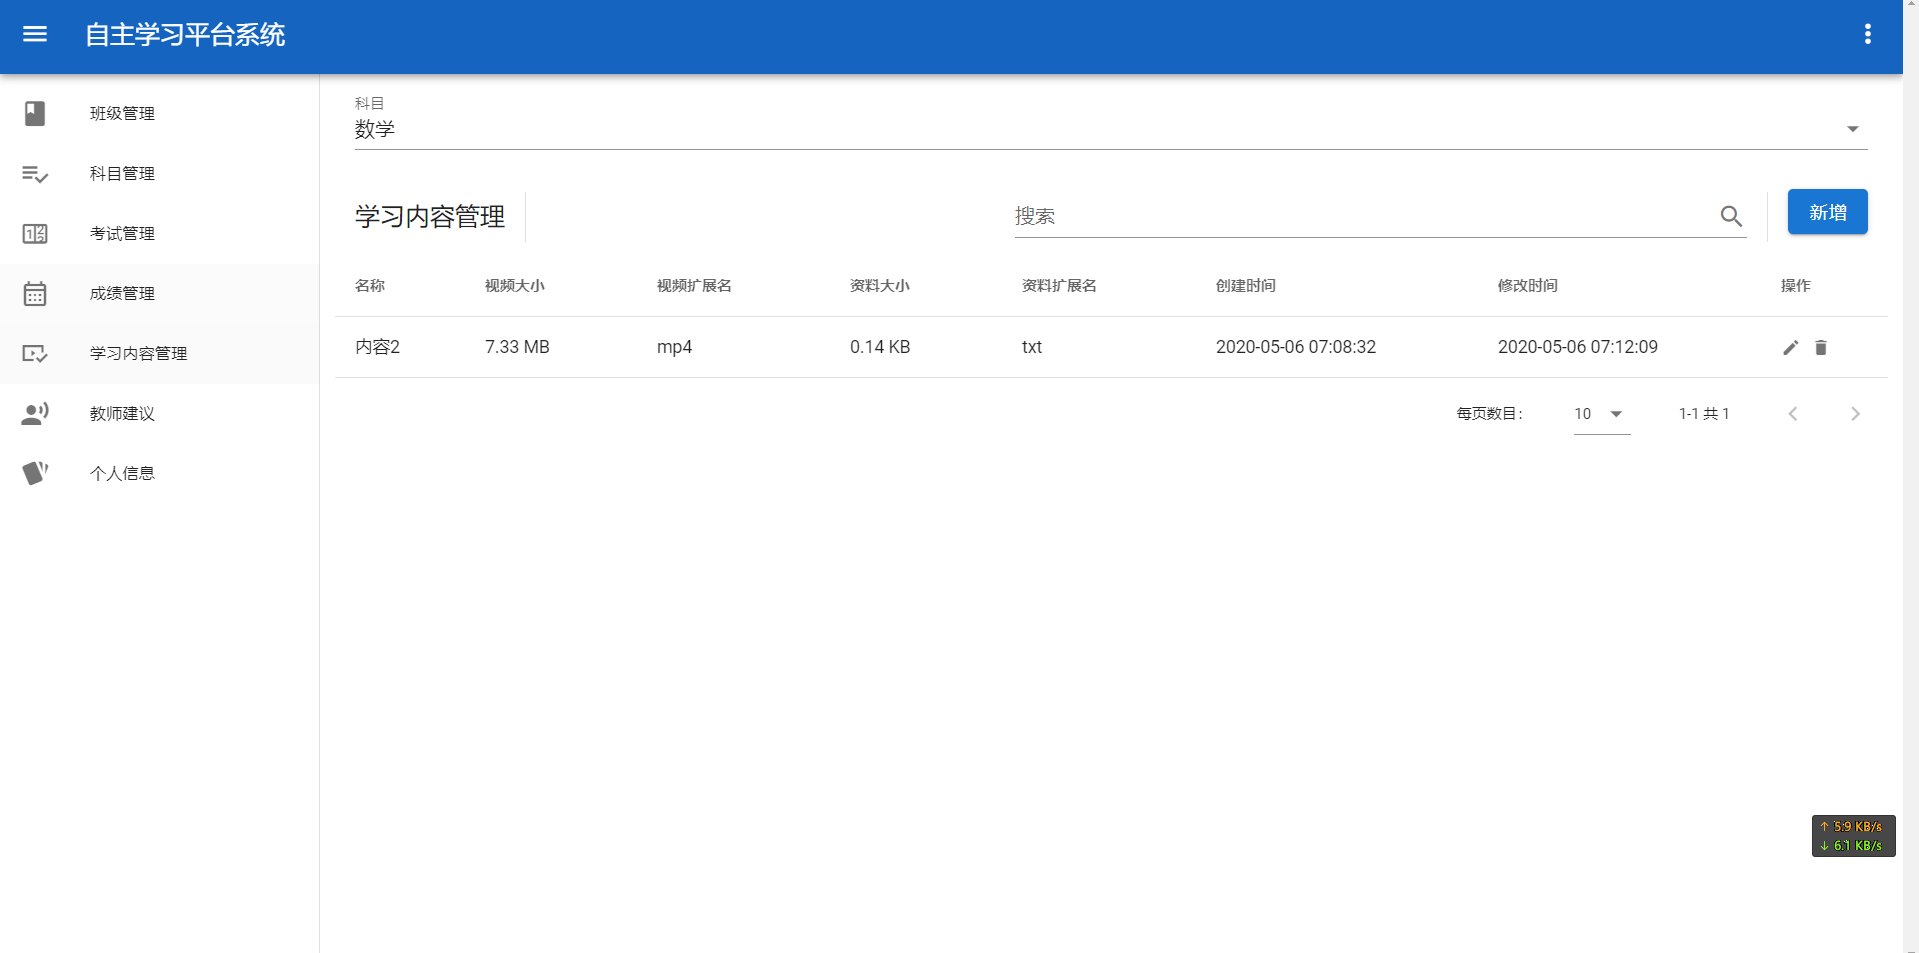 自主学习平台系统
班级管理
科目管理
考试管理
成绩管理
学习内容管理
教师建议
个人信息
科目
数学
学习内容管理
搜索
新增
名称 视频大小 视频扩展名 资料大小 资料扩展名 创建时间 修改时间 操作
内容2 7.33 MB mp4 0.14 KB txt 2020-05-06 07:08:32 2020-05-06 07:12:09
每页数目: 10 1-1 共 1
↑ 5.9 KB/s
↓ 6.1 KB/s